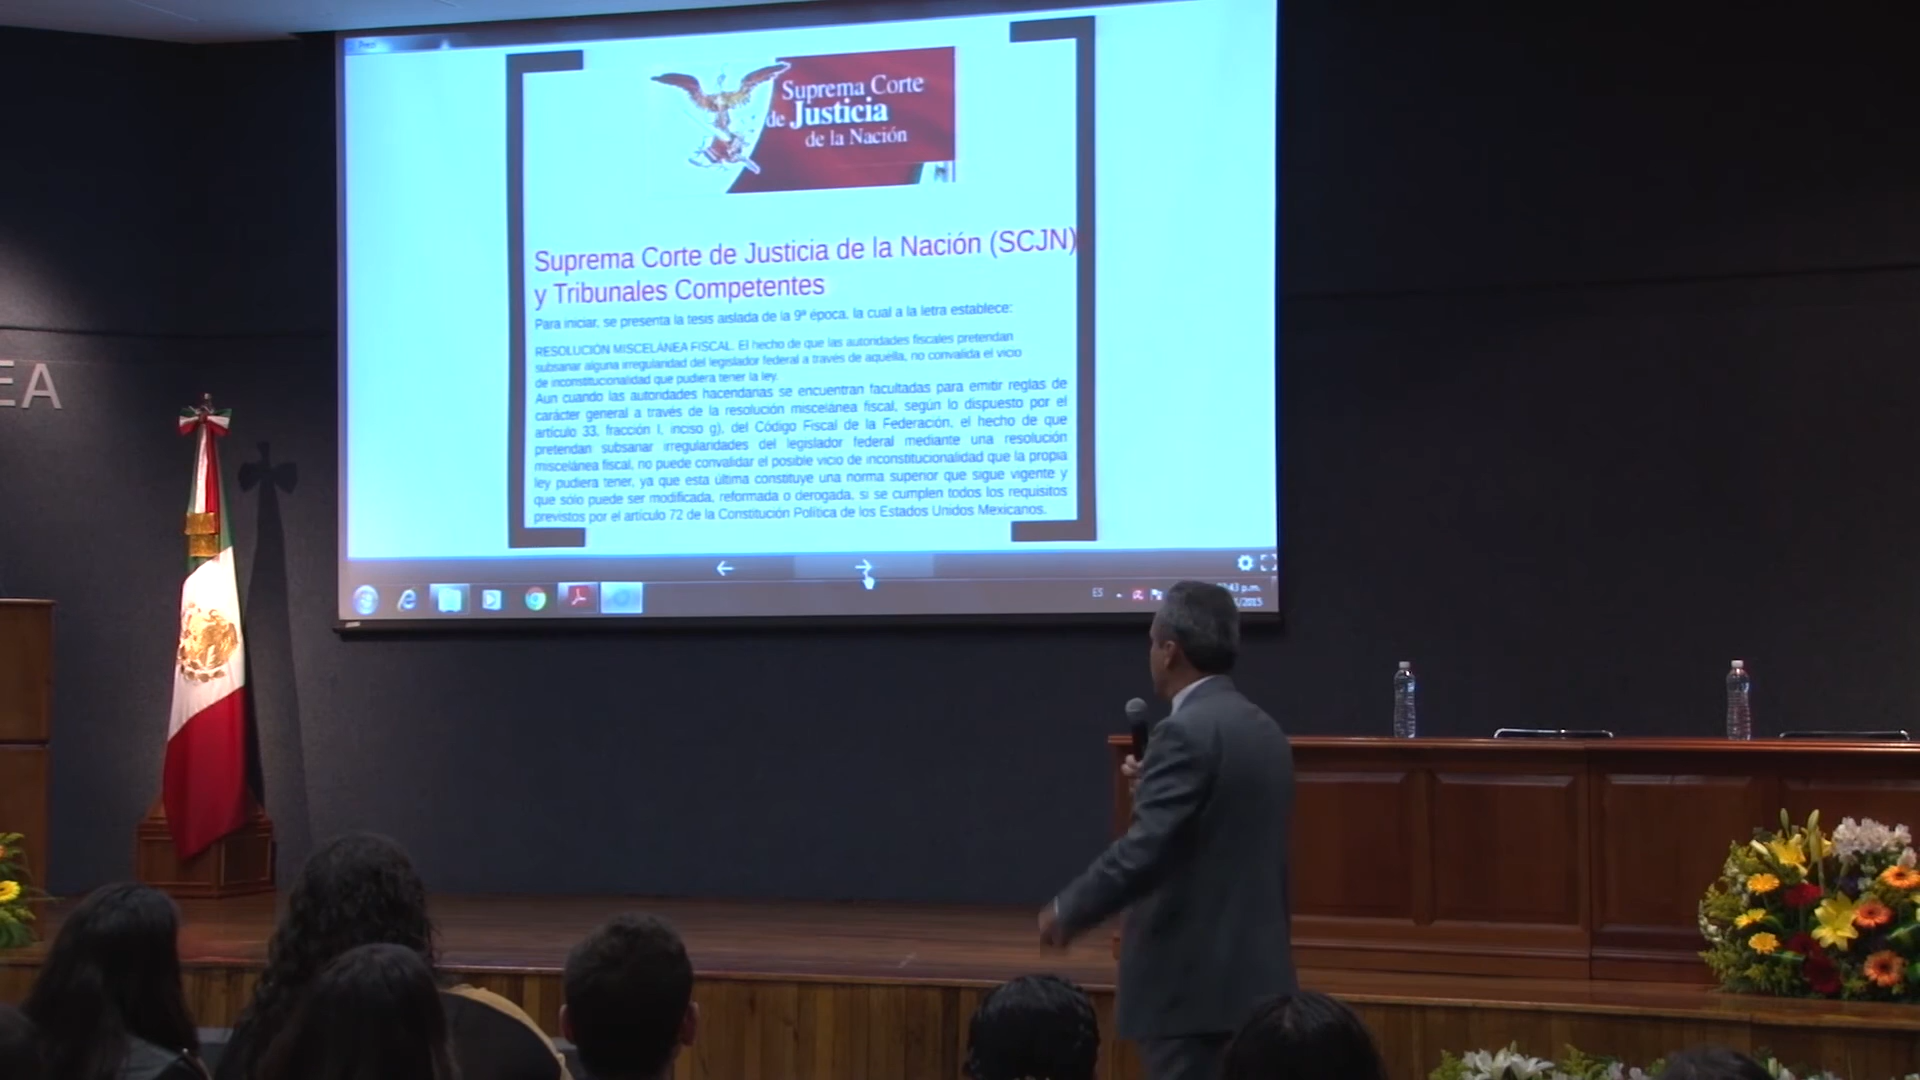 Prezi
Suprema Corte
de Justicia
de la Nación
Suprema Corte de Justicia de la Nación (SCJN)
y Tribunales Competentes
Para iniciar, se presenta la tesis aislada de la 9ª época, la cual a la letra establece:
RESOLUCIÓN MISCELÁNEA FISCAL. El hecho de que las autoridades fiscales pretendan
subsanar alguna irregularidad del legislador federal a través de aquélla, no convalida el vicio
de inconstitucionalidad que pudiera tener la ley.
Aun cuando las autoridades hacendarias se encuentran facultadas para emitir reglas de
carácter general a través de la resolución miscelánea fiscal, según lo dispuesto por el
artículo 33, fracción I, inciso g), del Código Fiscal de la Federación, el hecho de que
pretendan subsanar irregularidades del legislador federal mediante una resolución
miscelánea fiscal, no puede convalidar el posible vicio de inconstitucionalidad que la propia
ley pudiera tener, ya que esta última constituye una norma superior que sigue vigente y
que sólo puede ser modificada, reformada o derogada, si se cumplen todos los requisitos
previstos por el artículo 72 de la Constitución Política de los Estados Unidos Mexicanos.
ES
:43 p.m.
/2015
EA